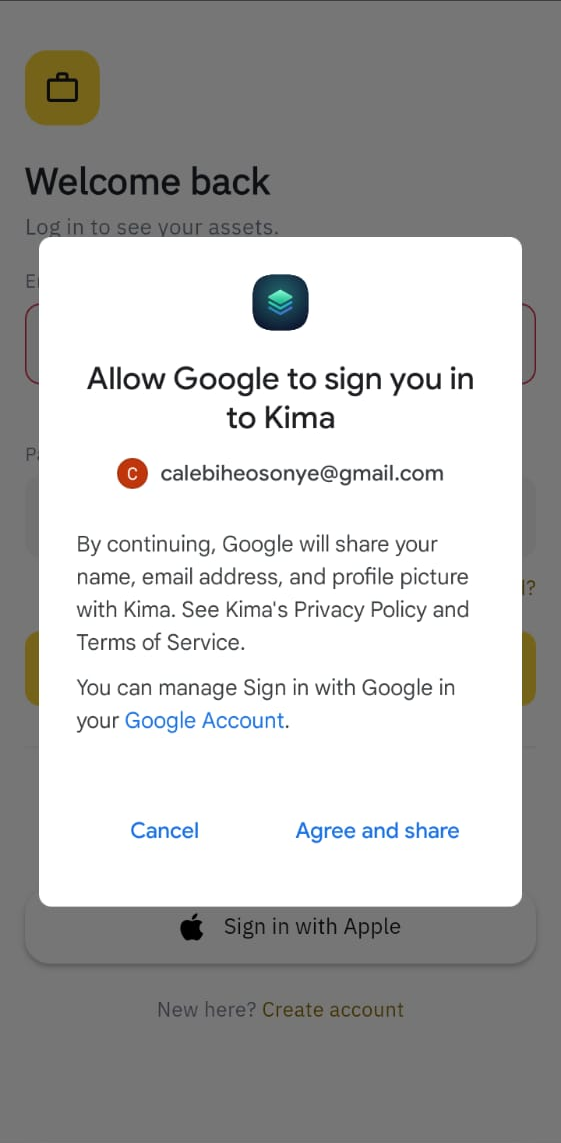 Welcome back
Log in to see your assets.
Allow Google to sign you in
to Kima
C calebiheosonye@gmail.com
By continuing, Google will share your
name, email address, and profile picture
with Kima. See Kima's Privacy Policy and
Terms of Service.
You can manage Sign in with Google in
your Google Account.
Cancel Agree and share
Sign in with Apple
New here? Create account